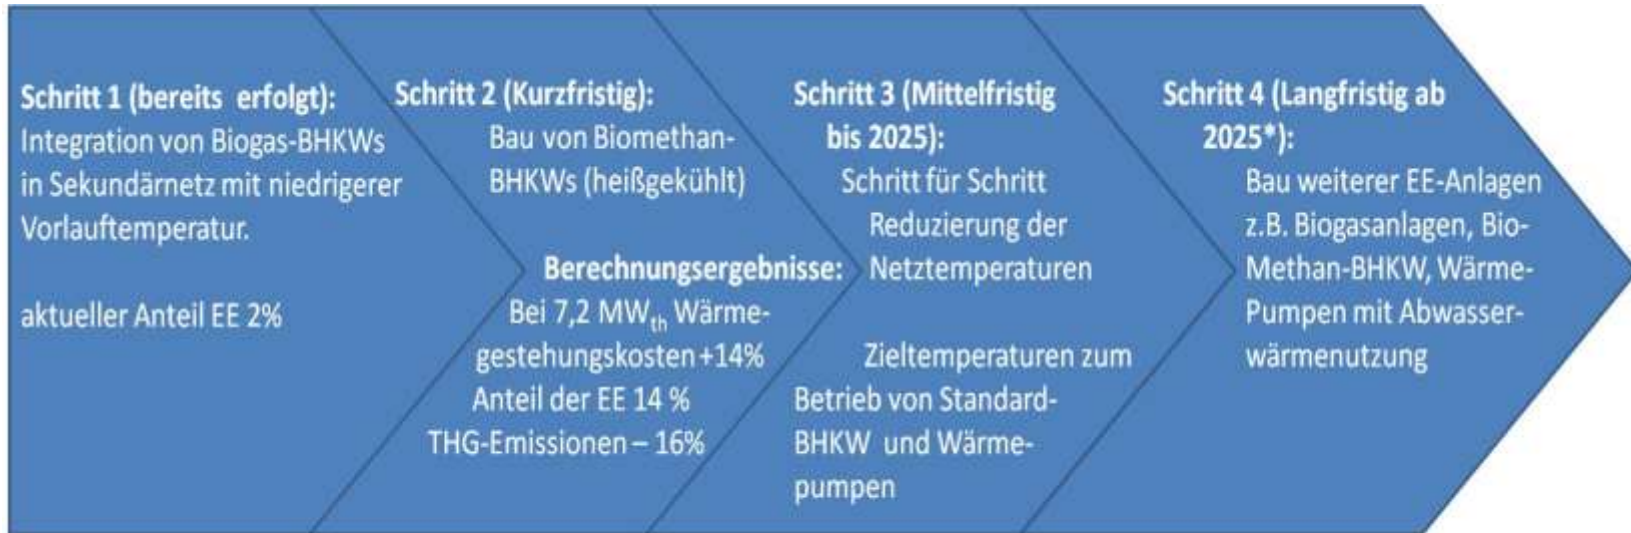 Schritt 1 (bereits erfolgt):
Integration von Biogas-BHKWs
in Sekundärnetz mit niedrigerer
Vorlauftemperatur.
aktueller Anteil EE 2%
Schritt 2 (Kurzfristig):
Bau von Biomethan-
BHKWs (heißgekühlt)
Berechnungsergebnisse:
Bei 7,2 MWth Wärme-
gestehungskosten +14%
Anteil der EE 14 %
THG-Emissionen – 16%
Schritt 3 (Mittelfristig
bis 2025):
Schritt für Schritt
Reduzierung der
Netztemperaturen
Zieltemperaturen zum
Betrieb von Standard-
BHKW und Wärme-
pumpen
Schritt 4 (Langfristig ab
2025*):
Bau weiterer EE-Anlagen
z.B. Biogasanlagen, Bio-
Methan-BHKW, Wärme-
Pumpen mit Abwasser-
wärmenutzung